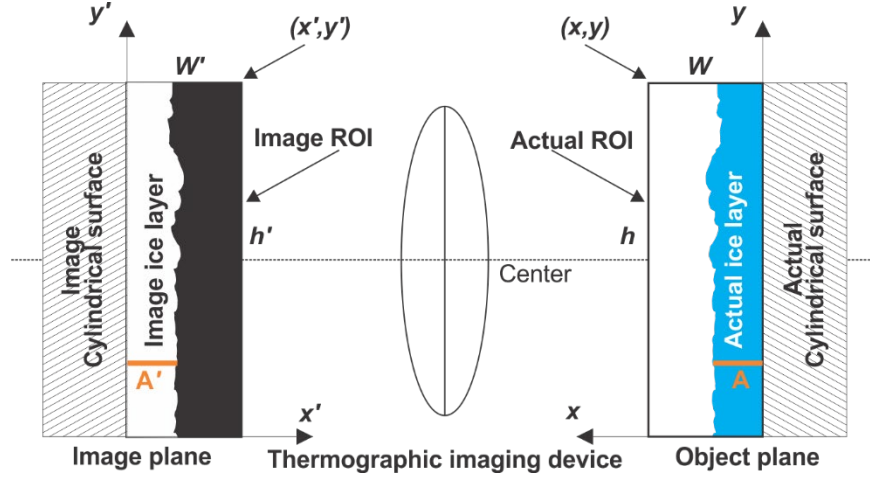 y′
(x′,y′)
(x,y)
y
W′
W
Image ROI
Actual ROI
Image
Cylindrical surface
Image ice layer
h′
h
Actual ice layer
Actual
Cylindrical surface
Center
A′
A
x′
x
Image plane
Thermographic imaging device
Object plane